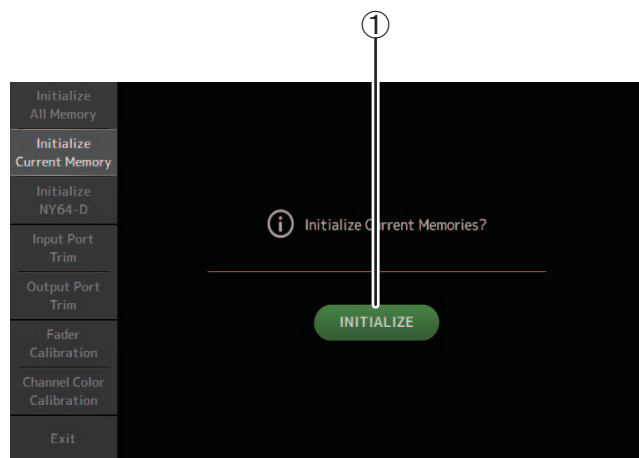 ①
Initialize
All Memory
Initialize
Current Memory
Initialize
NY64-D
Input Port
Trim
Output Port
Trim
Fader
Calibration
Channel Color
Calibration
Exit
Initialize Current Memories?
INITIALIZE